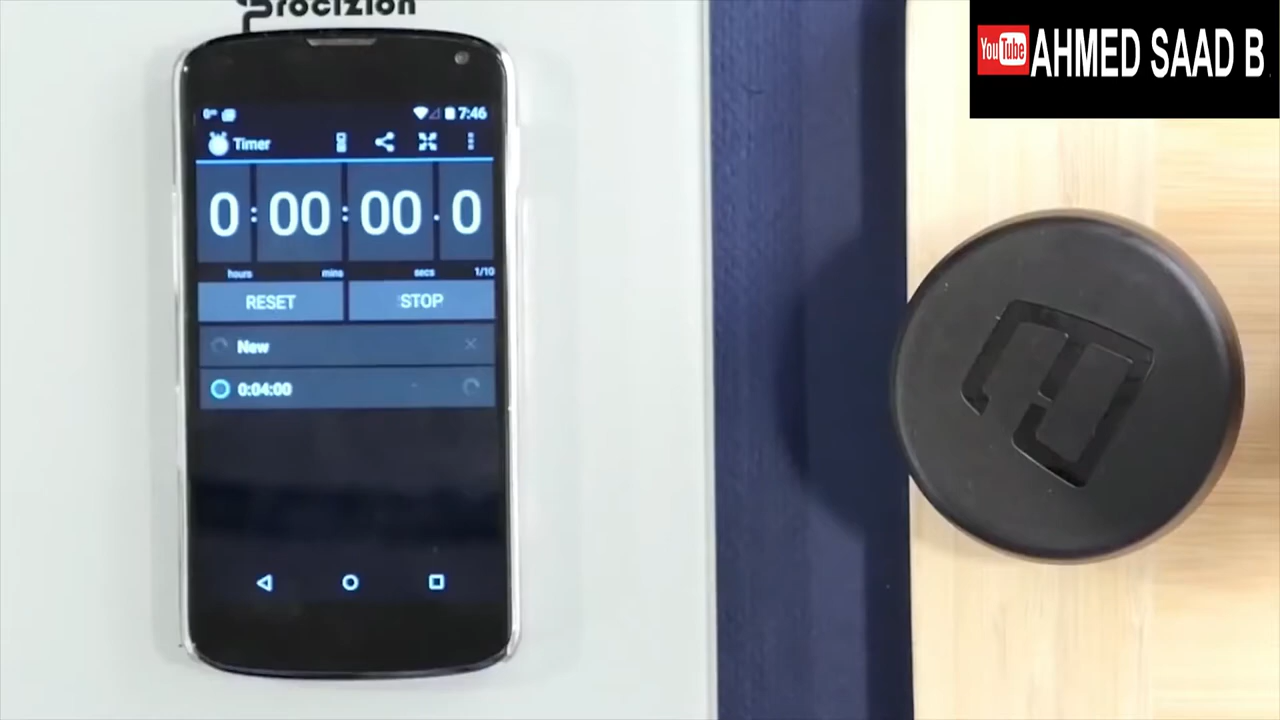 Procizion
YouTube AHMED SAAD B
7:46
Timer
0:00:00.0
hours mins secs 1/10
RESET STOP
New
0:04:00